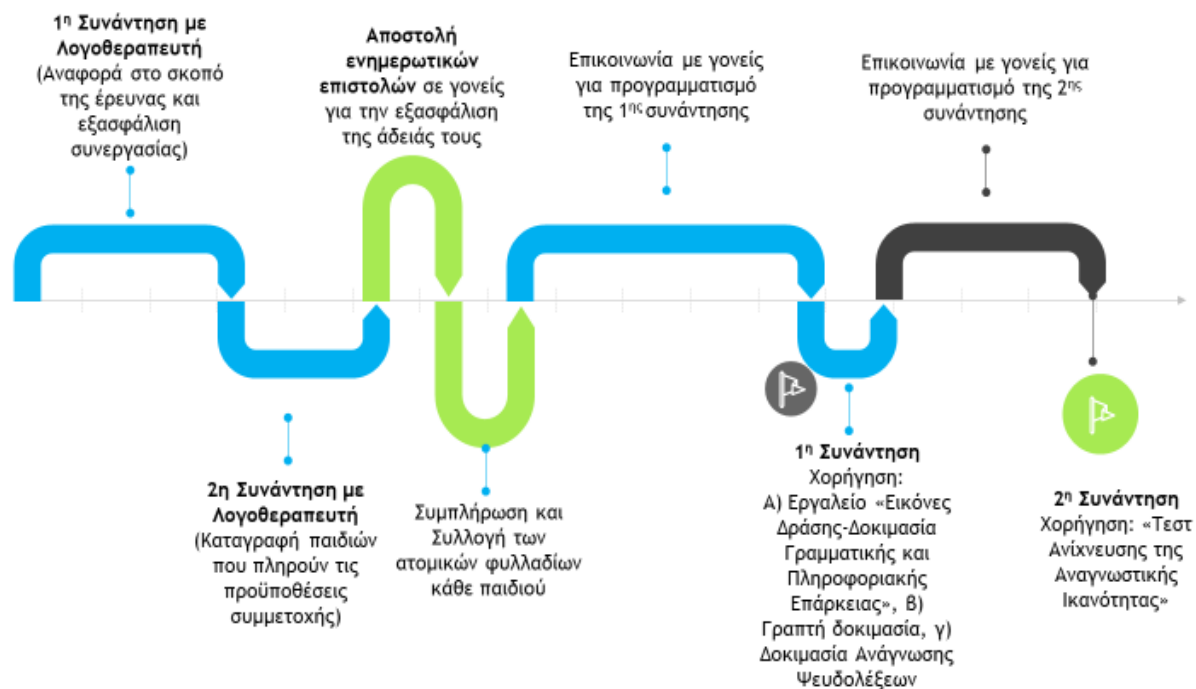 1η Συνάντηση με
Λογοθεραπευτή
(Αναφορά στο σκοπό
της έρευνας και
εξασφάλιση
συνεργασίας)
Αποστολή
ενημερωτικών
επιστολών σε γονείς
για την εξασφάλιση
της άδειάς τους
Επικοινωνία με γονείς
για προγραμματισμό
της 1ης συνάντησης
Επικοινωνία με γονείς για
προγραμματισμό της 2ης
συνάντησης
2η Συνάντηση με
Λογοθεραπευτή
(Καταγραφή παιδιών
που πληρούν τις
προϋποθέσεις
συμμετοχής)
Συμπλήρωση και
Συλλογή των
ατομικών φυλλαδίων
κάθε παιδιού
1η Συνάντηση
Χορήγηση:
Α) Εργαλείο «Εικόνες
Δράσης-Δοκιμασία
Γραμματικής και
Πληροφοριακής
Επάρκειας», β)
Γραπτή δοκιμασία, γ)
Δοκιμασία Ανάγνωσης
Ψευδολέξεων
2η Συνάντηση
Χορήγηση: «Τεστ
Ανίχνευσης της
Αναγνωστικής
Ικανότητας»